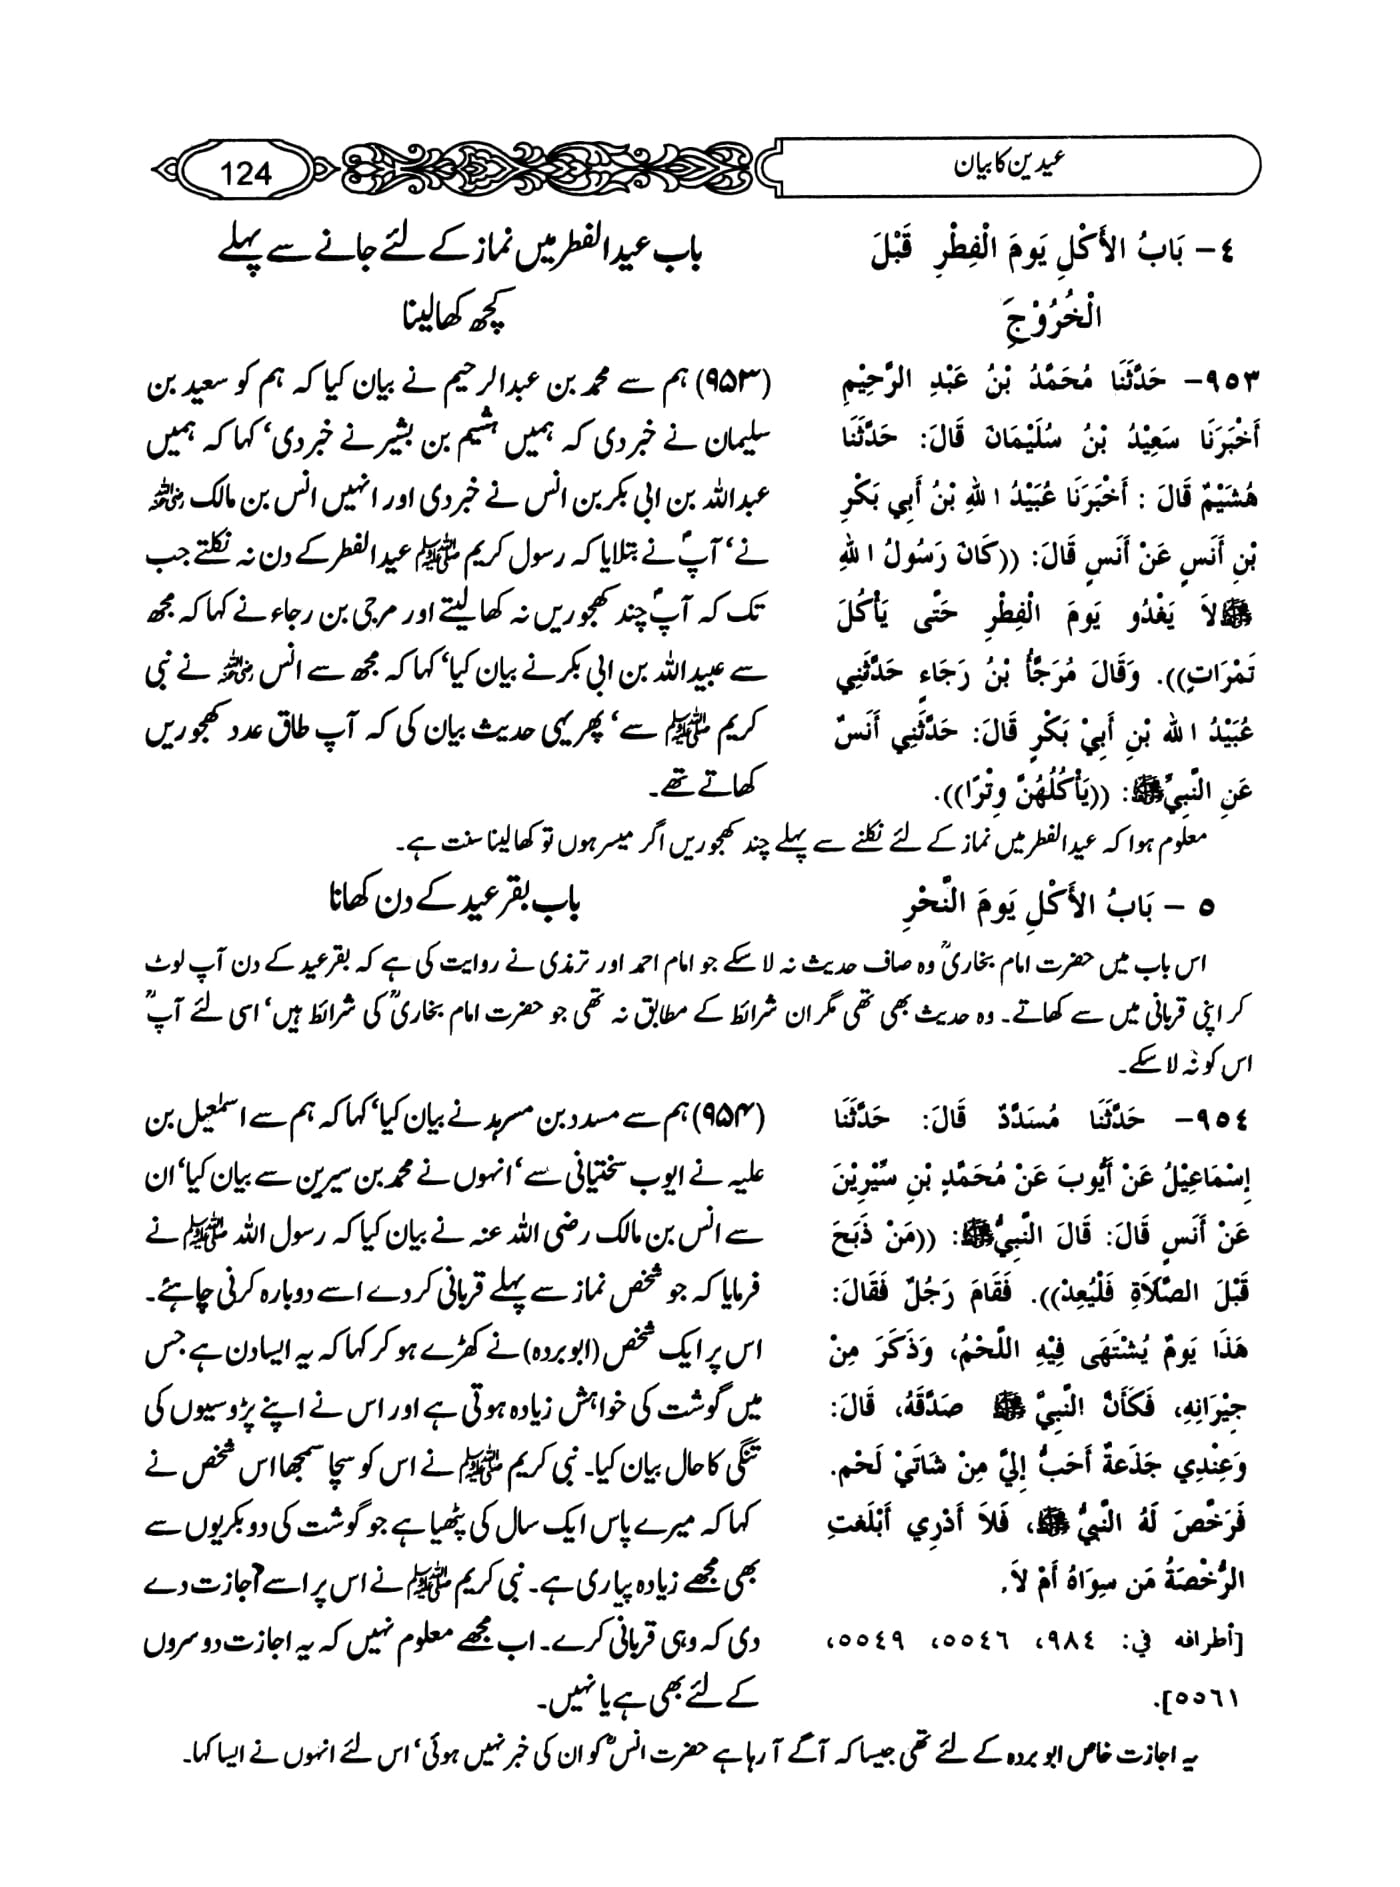 عیدین کا بیان
124
٤- بَابُ الأَكْلِ يَومَ الْفِطْرِ قَبْلَ
الْخُرُوْجِ
٩٥٣- حَدَّثَنَا مُحَمَّدُ بْنُ عَبْدِ الرَّحِيْمِ
أَخْبَرَنَا سَعِيْدُ بْنُ سُلَيْمَانَ قَالَ: حَدَّثَنَا
هُشَيْمٌ قَالَ : أَخْبَرَنَا عُبَيْدُ اللهِ بْنُ أَبِي بَكْرِ
بْنِ أَنَسٍ عَنْ أَنَسٍ قَالَ: ((كَانَ رَسُولُ اللهِ
ﷺ لاَ يَغْدُو يَومَ الْفِطْرِ حَتَّى يَأْكُلَ
تَمْرَاتٍ)). وَقَالَ مُرَجَّأُ بْنُ رَجَاءٍ حَدَّثَنِي
عُبَيْدُ الله بْنِ أَبِيْ بَكْرٍ قَالَ: حَدَّثَنِي أَنَسٌ
عَنِ النَّبِيِّ ﷺ: ((يَأْكُلُهُنَّ وِتْرًا)).
باب عید الفطر میں نماز کے لئے جانے سے پہلے
کچھ کھا لینا
(۹۵۳) ہم سے محمد بن عبدالرحیم نے بیان کیا کہ ہم کو سعید بن
سلیمان نے خبر دی کہ ہمیں ہشیم بن بشیر نے خبر دی‘ کہا کہ ہمیں
عبداللہ بن ابی بکر بن انس نے خبر دی اور انہیں انس بن مالک رضی اللہ عنہ
نے‘ آپؐ نے بتلایا کہ رسول کریم ﷺ عید الفطر کے دن نہ نکلتے جب
تک کہ آپؐ چند کھجوریں نہ کھا لیتے اور مرجی بن رجاء نے کہا کہ مجھ
سے عبید اللہ بن ابی بکر نے بیان کیا‘ کہا کہ مجھ سے انس رضی اللہ عنہ نے نبی
کریم ﷺ سے‘ پھر یہی حدیث بیان کی کہ آپ طاق عدد کھجوریں
کھاتے تھے۔
معلوم ہوا کہ عید الفطر میں نماز کے لئے نکلنے سے پہلے چند کھجوریں اگر میسر ہوں تو کھا لینا سنت ہے۔
٥ – بَابُ الأَكْلِ يَومَ النَّحْرِ
باب بقر عید کے دن کھانا
اس باب میں حضرت امام بخاریؒ وہ صاف حدیث نہ لا سکے جو امام احمد اور ترمذی نے روایت کی ہے کہ بقر عید کے دن آپ لوٹ
کر اپنی قربانی میں سے کھاتے۔ وہ حدیث بھی تھی مگر ان شرائط کے مطابق نہ تھی جو حضرت امام بخاریؒ کی شرائط ہیں‘ اسی لئے آپؒ
اس کو نہ لا سکے۔
٩٥٤- حَدَّثَنَا مُسَدَّدٌ قَالَ: حَدَّثَنَا
إِسْمَاعِيْلُ عَنْ أَيُّوبَ عَنْ مُحَمَّدِ بْنِ سِيْرِيْنَ
عَنْ أَنَسٍ قَالَ: قَالَ النَّبِيُّ ﷺ: ((مَنْ ذَبَحَ
قَبْلَ الصَّلاَةِ فَلْيُعِدْ)). فَقَامَ رَجُلٌ فَقَالَ:
هَذَا يَومٌ يُشْتَهَى فِيْهِ اللَّحْمُ، وَذَكَرَ مِنْ
جِيْرَانِهِ، فَكَأَنَّ النَّبِيَّ ﷺ صَدَّقَهُ، قَالَ:
وَعِنْدِي جَذَعةٌ أَحَبُّ إِلَيَّ مِنْ شَاتَيْ لَحْمٍ.
فَرَخَّصَ لَهُ النَّبِيُّ ﷺ، فَلاَ أَدْرِي أَبْلَغَتِ
الرُّخْصَةُ مَن سِوَاهُ أَمْ لاَ.
[أطرافه في: ٩٨٤، ٥٥٤٦، ٥٥٤٩،
٥٥٦١].
(۹۵۴) ہم سے مسدد بن مسرہد نے بیان کیا‘ کہا کہ ہم سے اسمٰعیل بن
علیہ نے ایوب سختیانی سے‘ انہوں نے محمد بن سیرین سے بیان کیا‘ ان
سے انس بن مالک رضی اللہ عنہ نے بیان کیا کہ رسول اللہ ﷺ نے
فرمایا کہ جو شخص نماز سے پہلے قربانی کر دے اسے دوبارہ کرنی چاہئے۔
اس پر ایک شخص (ابو بردہ) نے کھڑے ہو کر کہا کہ یہ ایسا دن ہے جس
میں گوشت کی خواہش زیادہ ہوتی ہے اور اس نے اپنے پڑوسیوں کی
تنگی کا حال بیان کیا۔ نبی کریم ﷺ نے اس کو سچا سمجھا اس شخص نے
کہا کہ میرے پاس ایک سال کی پٹھیا ہے جو گوشت کی دو بکریوں سے
بھی مجھے زیادہ پیاری ہے۔ نبی کریم ﷺ نے اس پر اسے اجازت دے
دی کہ وہی قربانی کرے۔ اب مجھے معلوم نہیں کہ یہ اجازت دوسروں
کے لئے بھی ہے یا نہیں۔
یہ اجازت خاص ابو بردہ کے لئے تھی جیسا کہ آگے آ رہا ہے حضرت انسؓ کو ان کی خبر نہیں ہوئی‘ اس لئے انہوں نے ایسا کہا۔